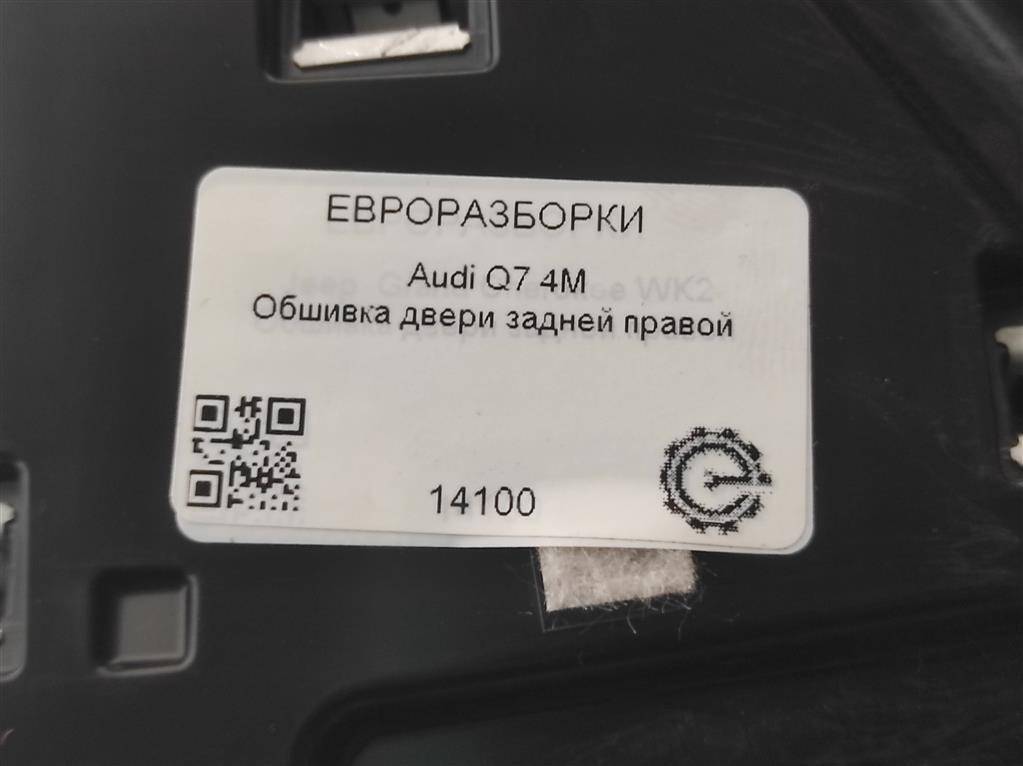 ЕВРОРАЗБОРКИ
Audi Q7 4M
Обшивка двери задней правой
14100